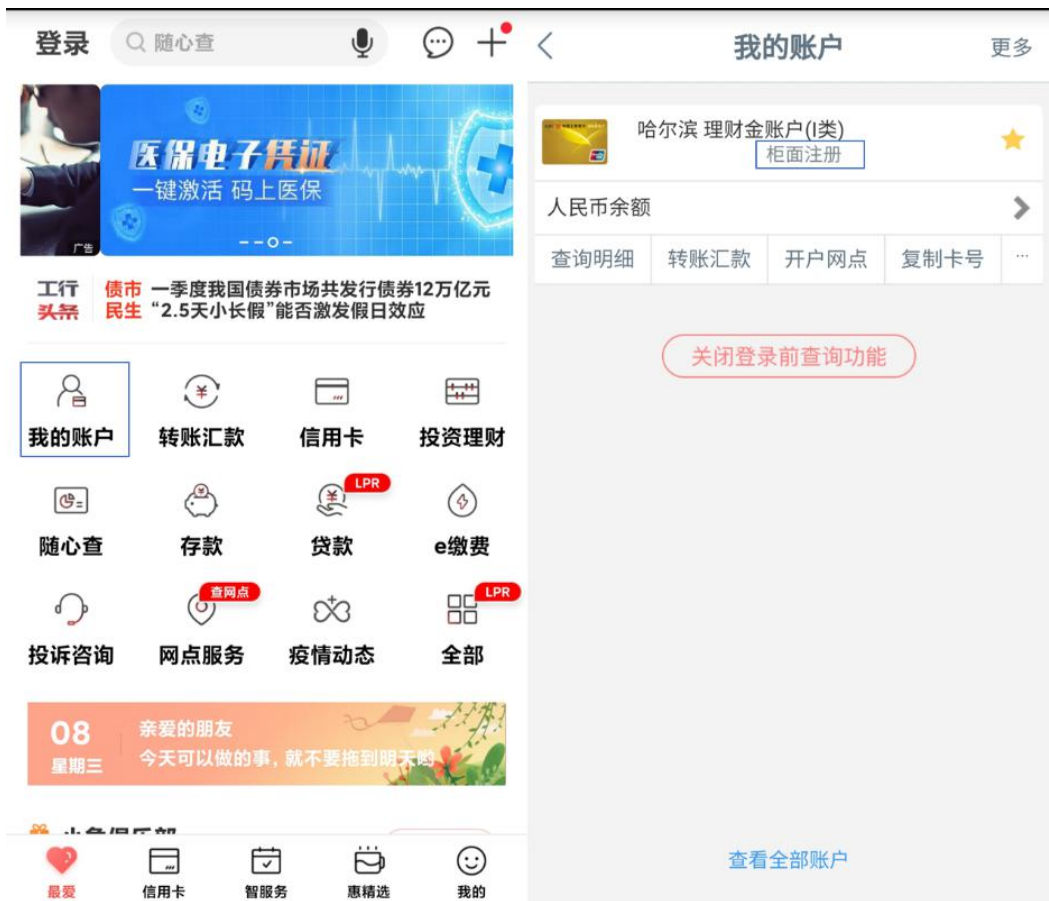 登录
随心查
医保电子凭证
一键激活 码上医保
广告
工行
头条
债市 一季度我国债券市场共发行债券12万亿元
民生 “2.5天小长假”能否激发假日效应
我的账户
转账汇款
信用卡
投资理财
随心查
存款
LPR
贷款
e缴费
投诉咨询
查网点
网点服务
疫情动态
LPR
全部
08
星期三
亲爱的朋友
今天可以做的事，就不要拖到明天哟
最爱
信用卡
智服务
惠精选
我的
我的账户
更多
哈尔滨 理财金账户(I类)
柜面注册
人民币余额
查询明细
转账汇款
开户网点
复制卡号
...
关闭登录前查询功能
查看全部账户